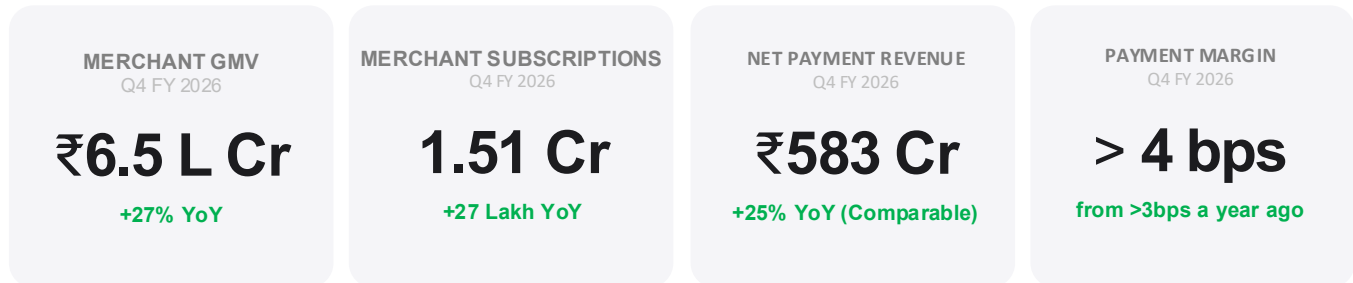 MERCHANT GMV
Q4 FY 2026
₹6.5 L Cr
+27% YoY
MERCHANT SUBSCRIPTIONS
Q4 FY 2026
1.51 Cr
+27 Lakh YoY
NET PAYMENT REVENUE
Q4 FY 2026
₹583 Cr
+25% YoY (Comparable)
PAYMENT MARGIN
Q4 FY 2026
> 4 bps
from >3bps a year ago